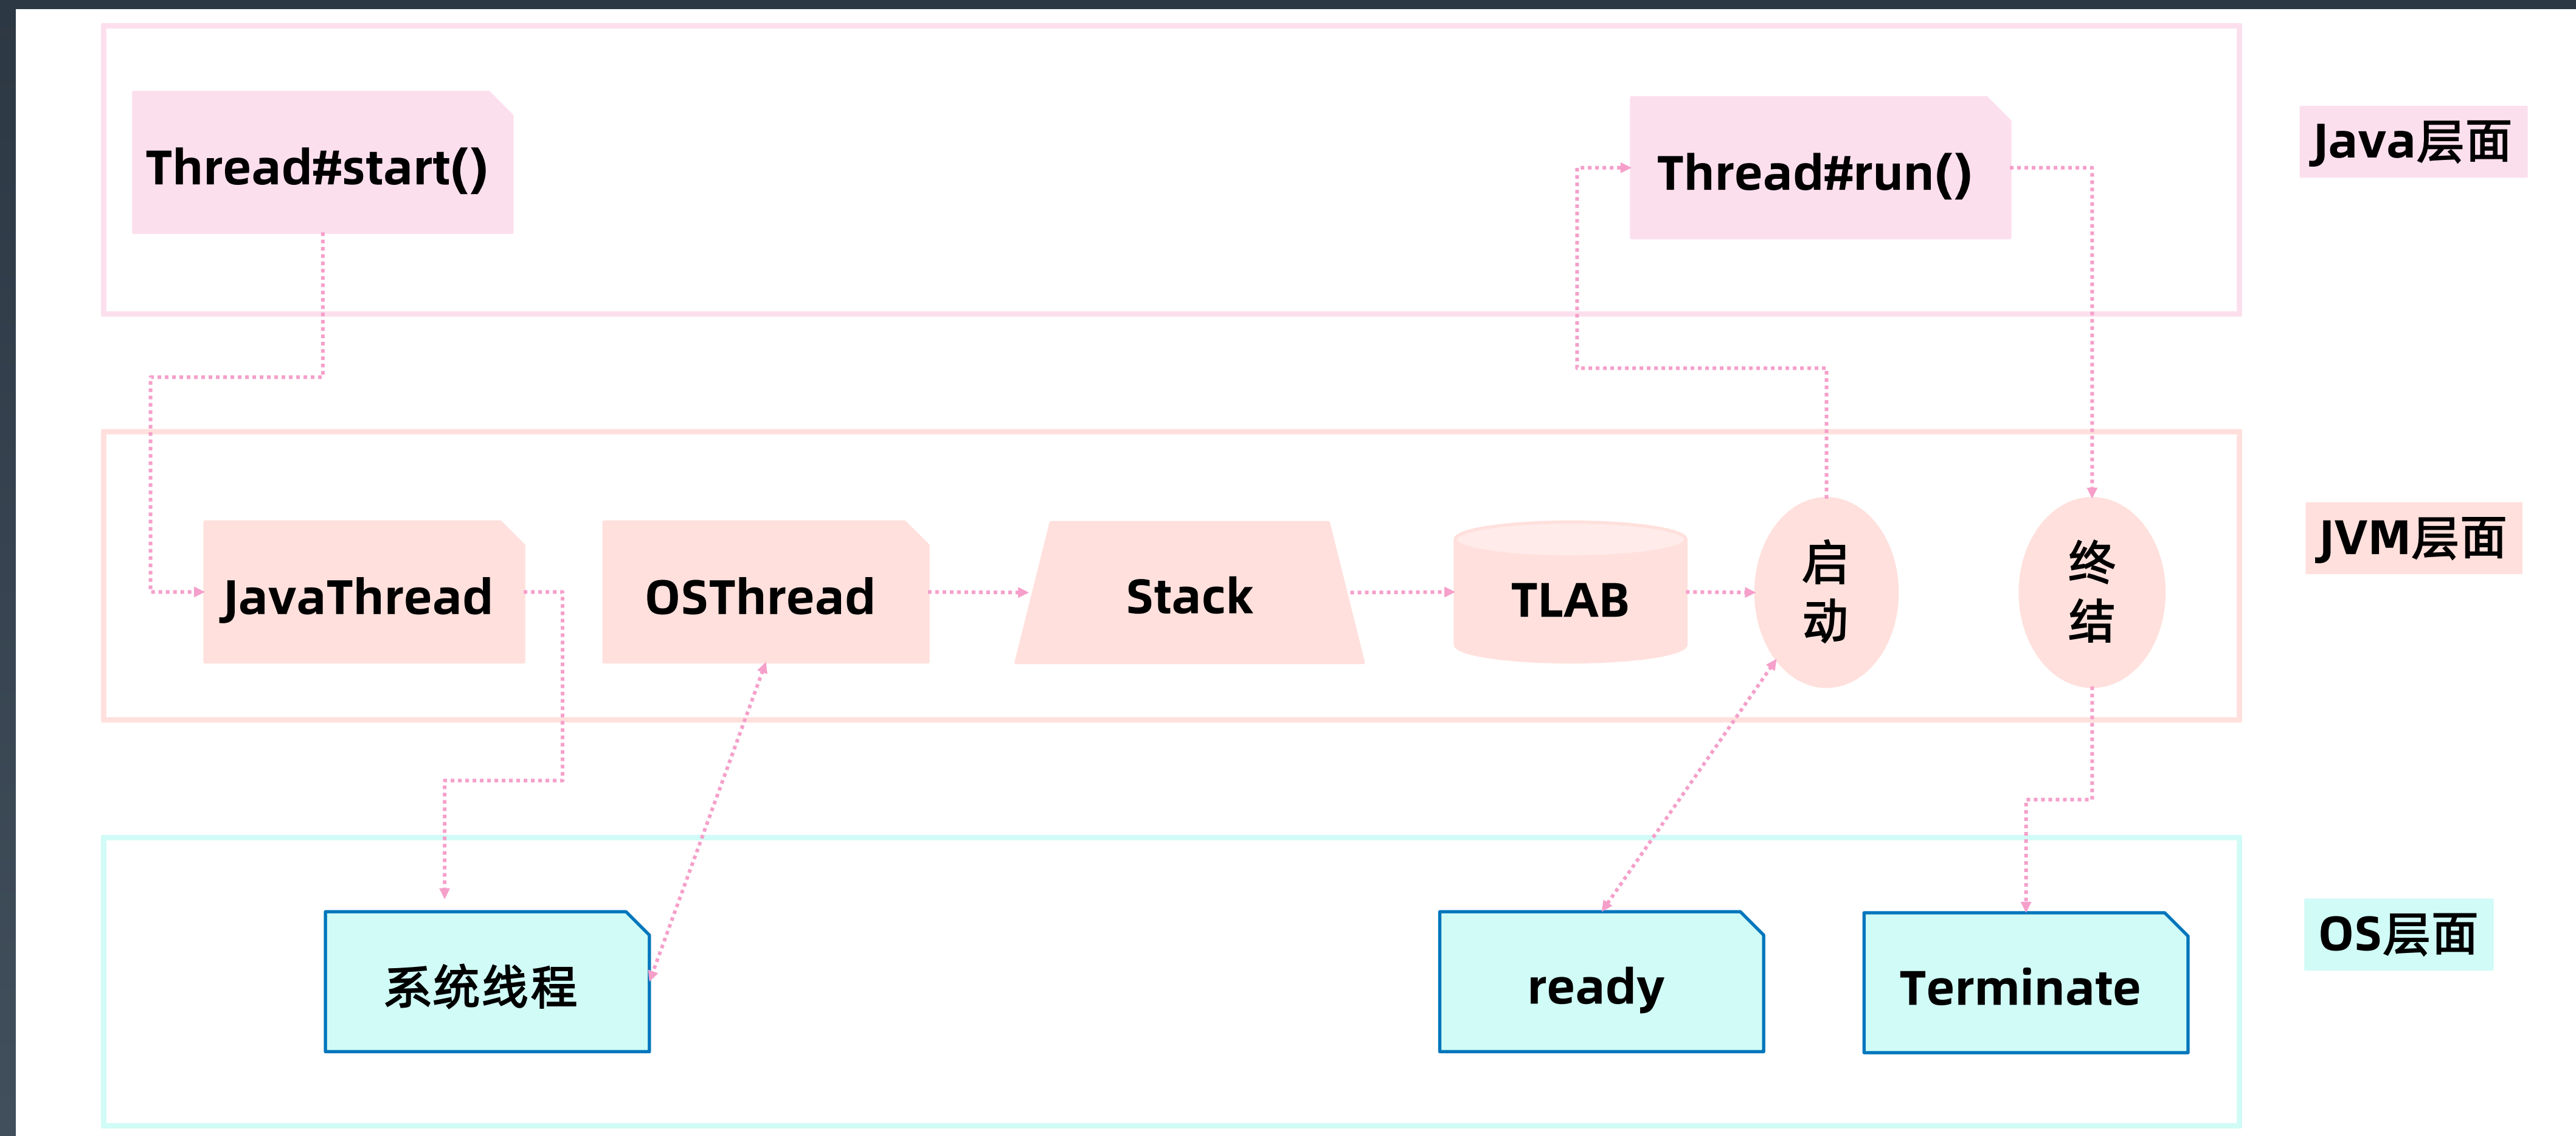 Thread#start()
Thread#run()
Java层面
JavaThread
OSThread
Stack
TLAB
启
动
终
结
JVM层面
系统线程
ready
Terminate
OS层面